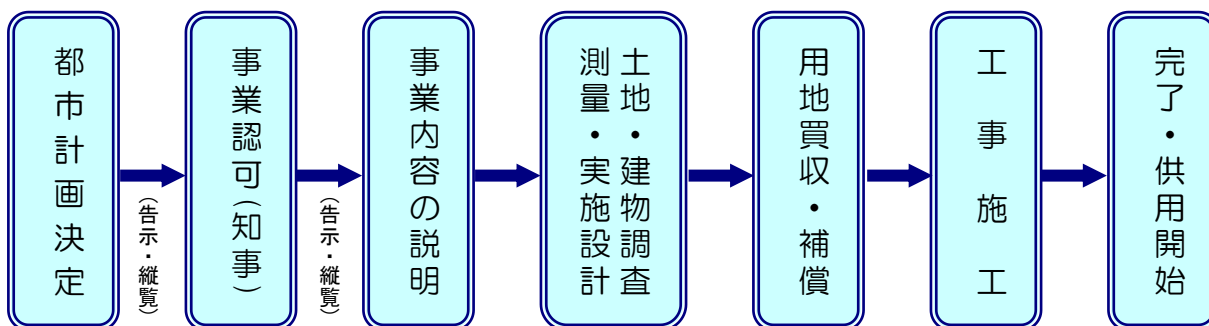 都市計画決定
（告示・縦覧）
事業認可（知事）
（告示・縦覧）
事業内容の説明
土地・建物調査
測量・実施設計
用地買収・補償
工事施工
完了・供用開始